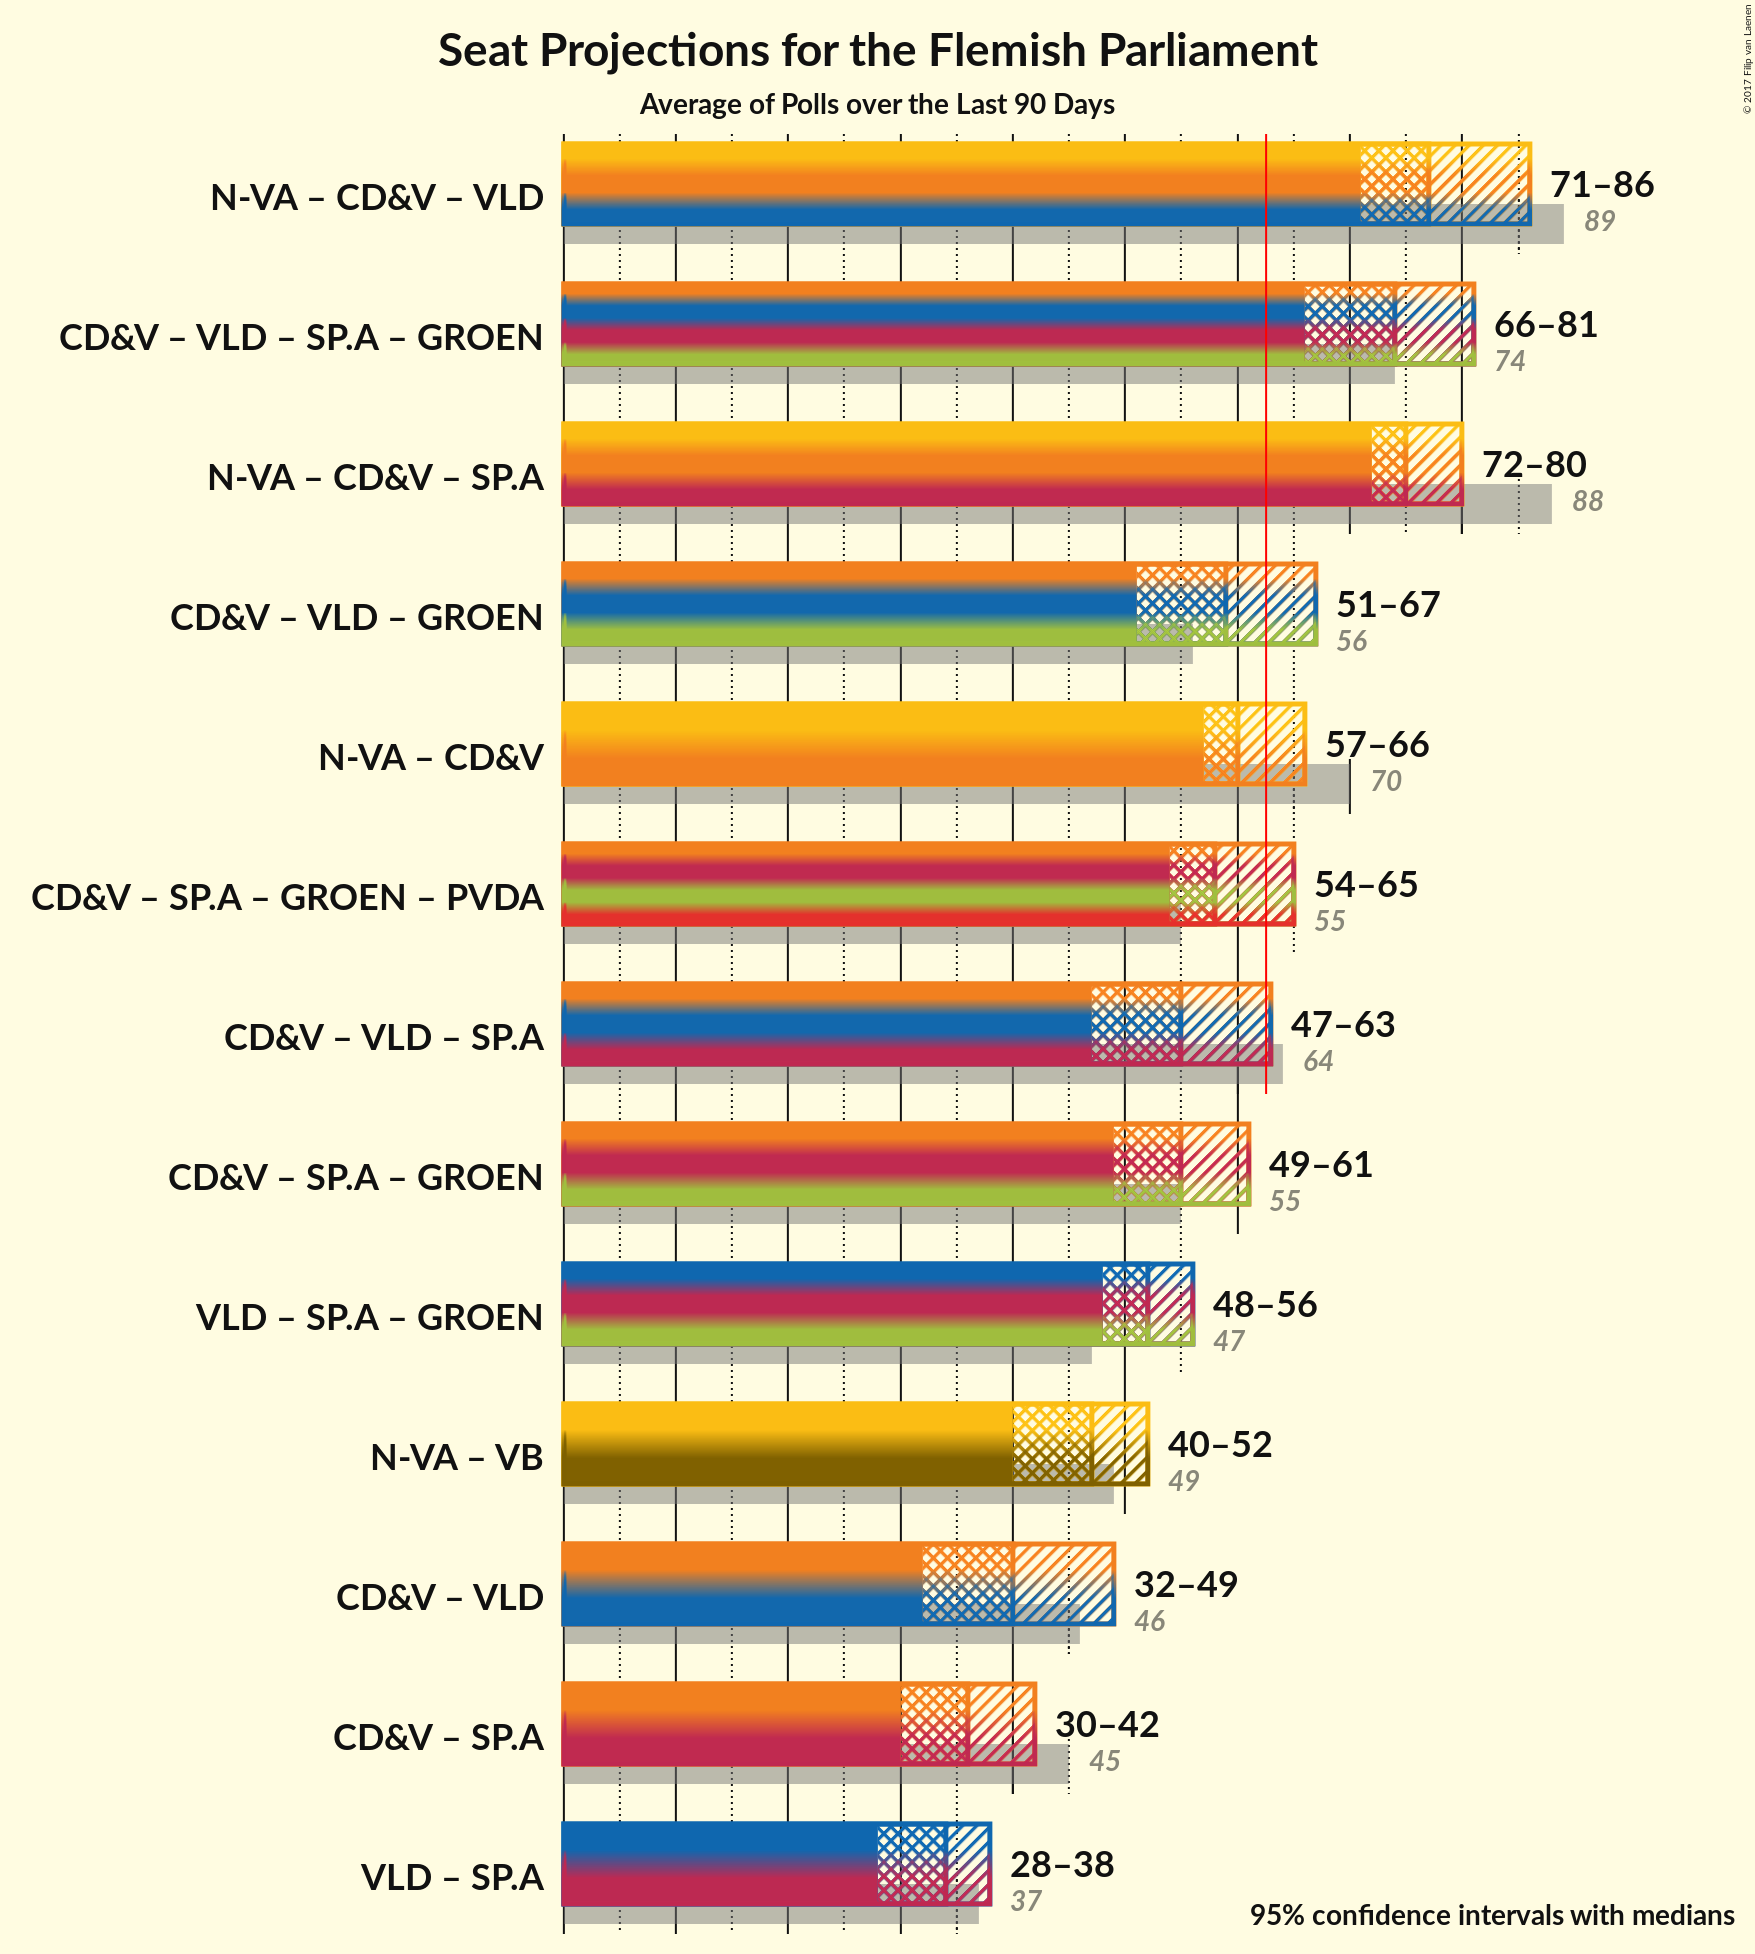 © 2017 Filip van Laenen
Seat Projections for the Flemish Parliament
Average of Polls over the Last 90 Days
N-VA – CD&V – VLD
71–86
89
CD&V – VLD – SP.A – GROEN
66–81
74
N-VA – CD&V – SP.A
72–80
88
CD&V – VLD – GROEN
51–67
56
N-VA – CD&V
57–66
70
CD&V – SP.A – GROEN – PVDA
54–65
55
CD&V – VLD – SP.A
47–63
64
CD&V – SP.A – GROEN
49–61
55
VLD – SP.A – GROEN
48–56
47
N-VA – VB
40–52
49
CD&V – VLD
32–49
46
CD&V – SP.A
30–42
45
VLD – SP.A
28–38
37
95% confidence intervals with medians